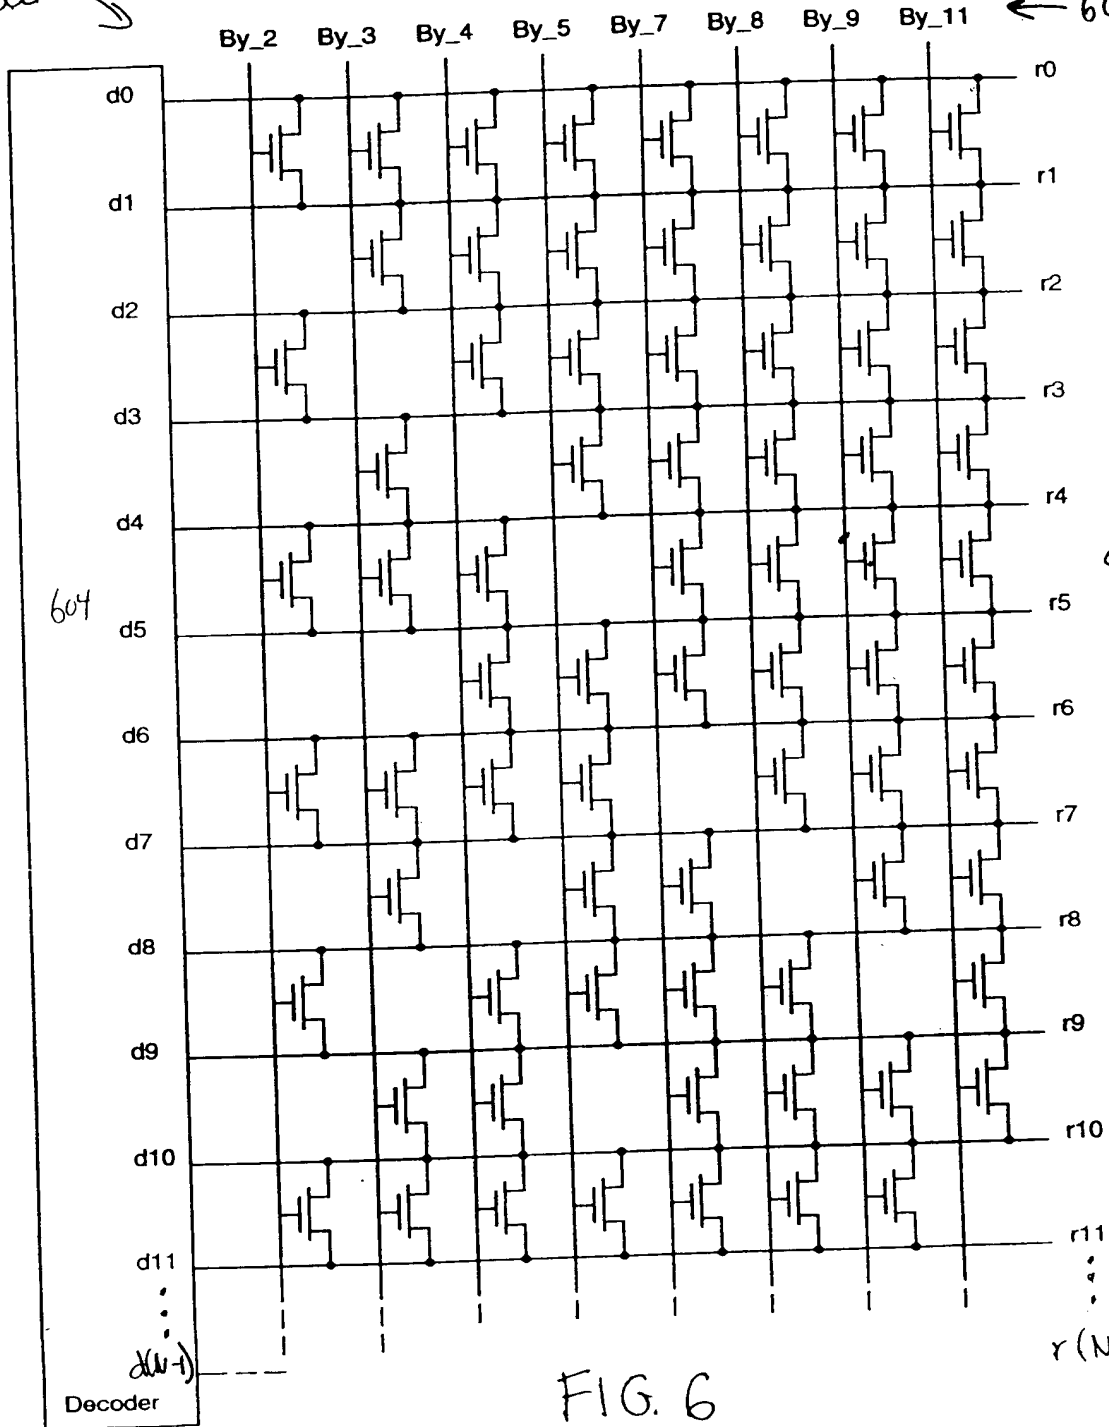 By_2 By_3 By_4 By_5 By_7 By_8 By_9 By_11
d0 r0
d1 r1
d2 r2
d3 r3
d4 r4
604
d5 r5
d6 r6
d7 r7
d8 r8
d9 r9
d10 r10
d11 r11
d(N-1) r(N
Decoder
FIG. 6